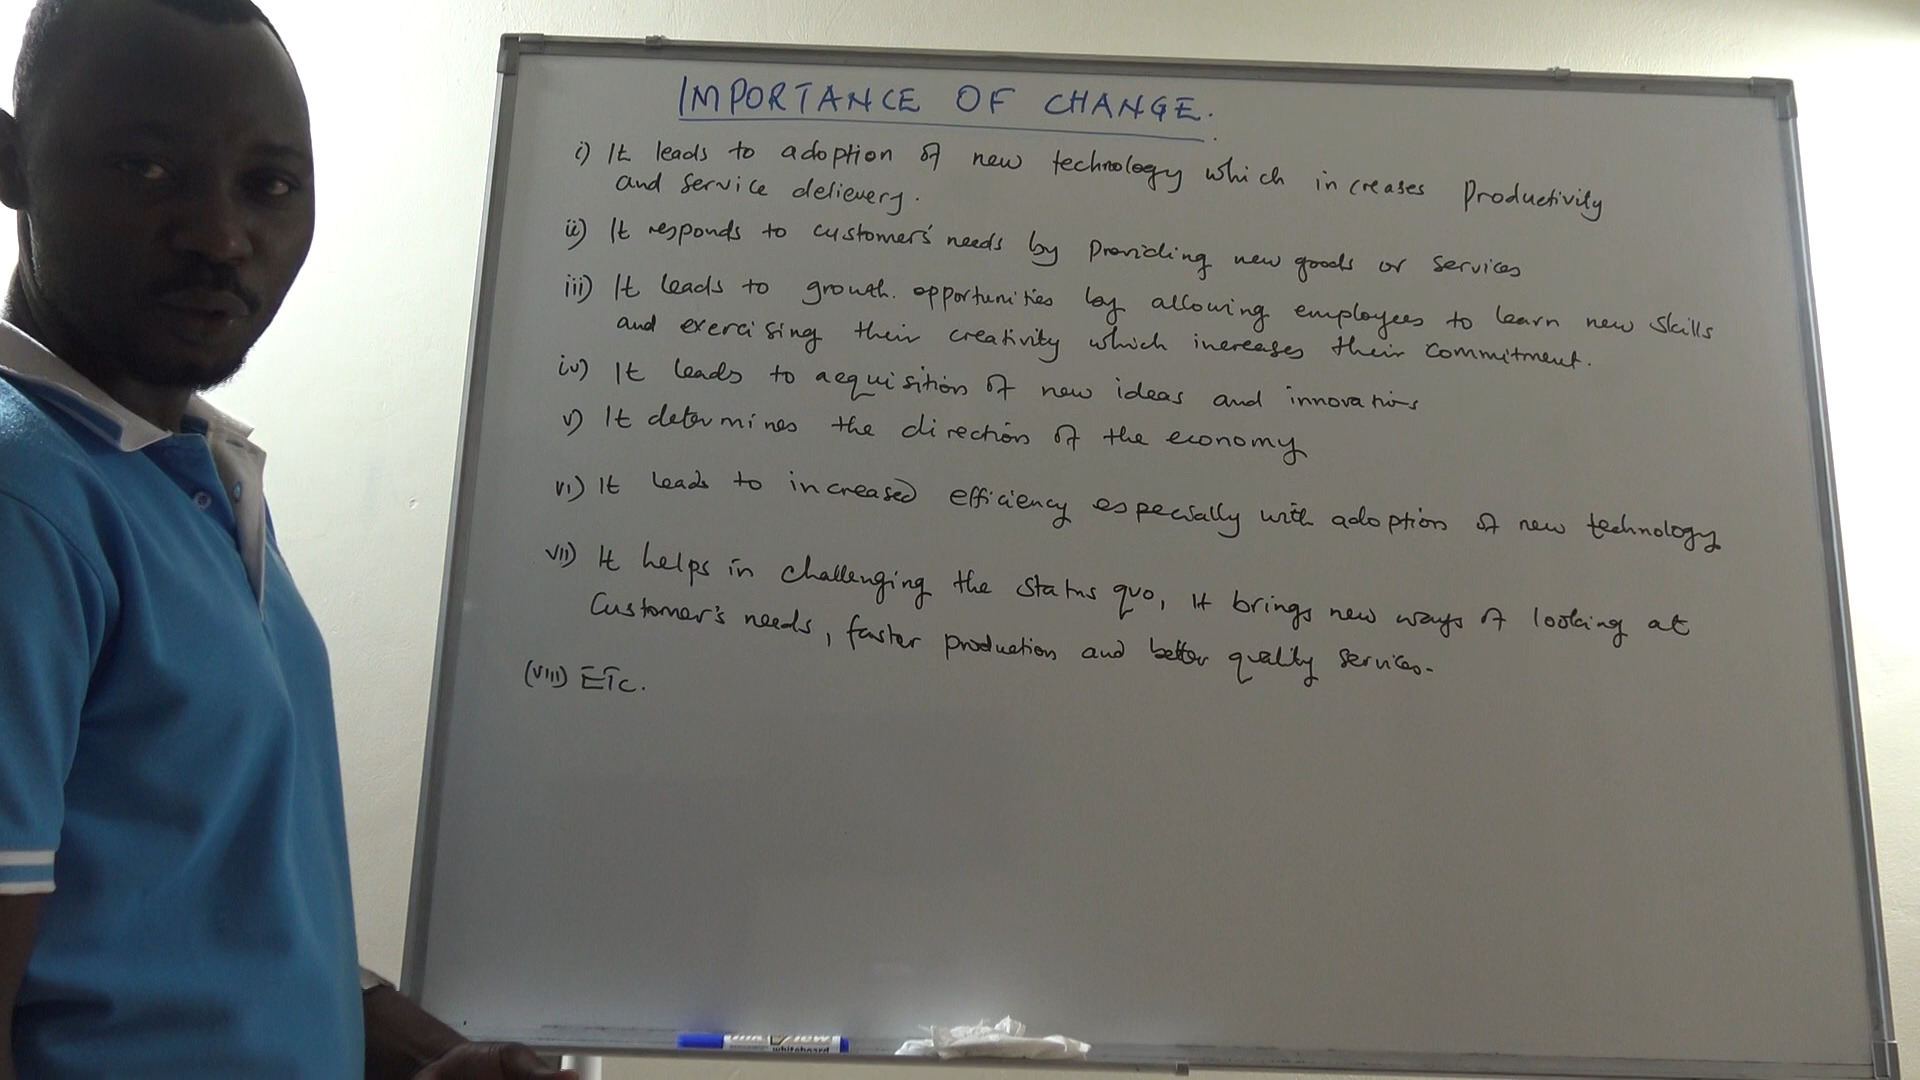 IMPORTANCE OF CHANGE.
i) It leads to adoption of new technology which increases Productivity
and service delievery.
ii) It responds to customers' needs by Providing new goods or services
iii) It leads to growth. opportunities by allowing employees to learn new skills
and exercising their creativity which increases their commitment.
iv) It leads to acquisition of new ideas and innovations
v) It determines the direction of the economy
vi) It leads to increased efficiency especially with adoption of new technology
vii) It helps in challenging the status quo, it brings new ways of looking at
Customer's needs, faster production and better quality services.
(viii) ETC.
whiteboard